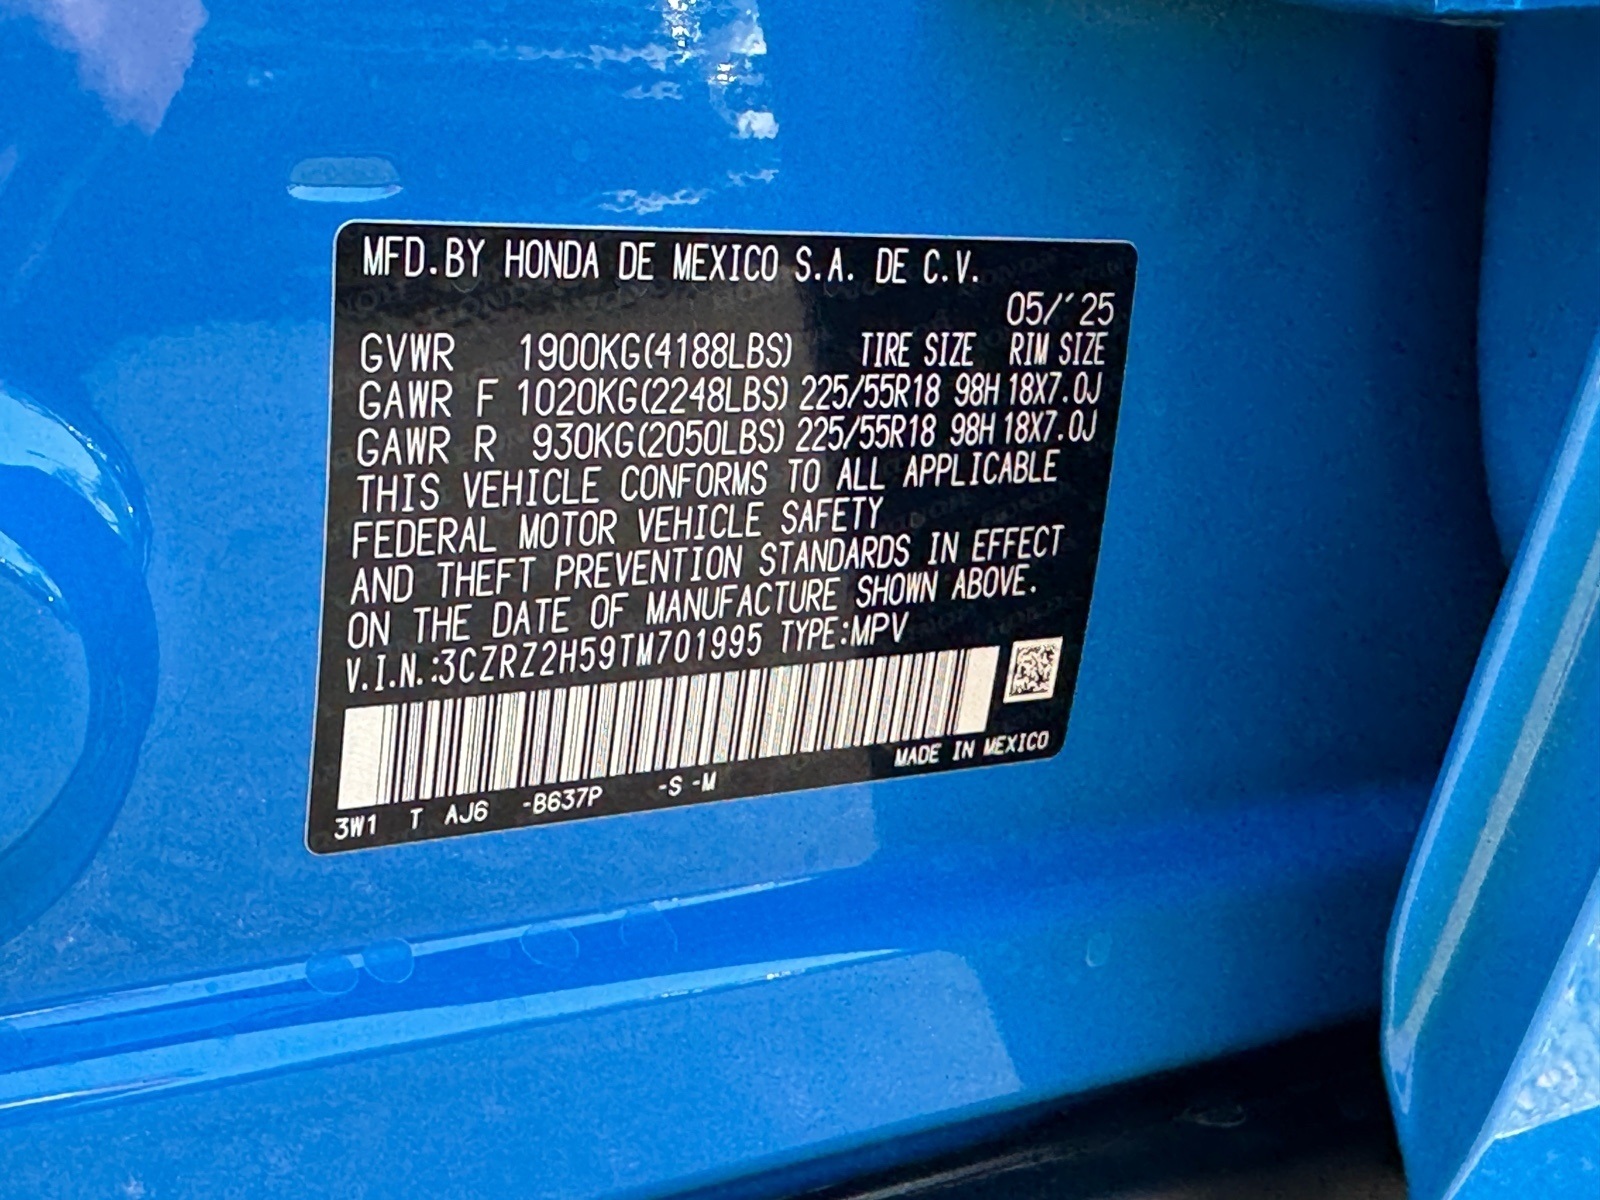 MFD.BY HONDA DE MEXICO S.A. DE C.V.
05/´25
GVWR 1900KG(4188LBS) TIRE SIZE RIM SIZE
GAWR F 1020KG(2248LBS) 225/55R18 98H 18X7.0J
GAWR R 930KG(2050LBS) 225/55R18 98H 18X7.0J
THIS VEHICLE CONFORMS TO ALL APPLICABLE
FEDERAL MOTOR VEHICLE SAFETY
AND THEFT PREVENTION STANDARDS IN EFFECT
ON THE DATE OF MANUFACTURE SHOWN ABOVE.
V.I.N.:3CZRZ2H59TM701995 TYPE:MPV
MADE IN MEXICO
3W1 T AJ6 -B637P -S -M